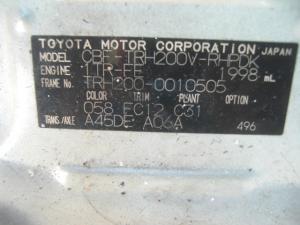 TOYOTA MOTOR CORPORATION JAPAN
MODEL CBF-TRH200V-RHPDK
ENGINE 1TR-FE 1998 mL
FRAME No. TRH200-0010505
COLOR TRIM PLANT OPTION
058 FC12 C31
TRANS/AXLE A45DE A06A 496